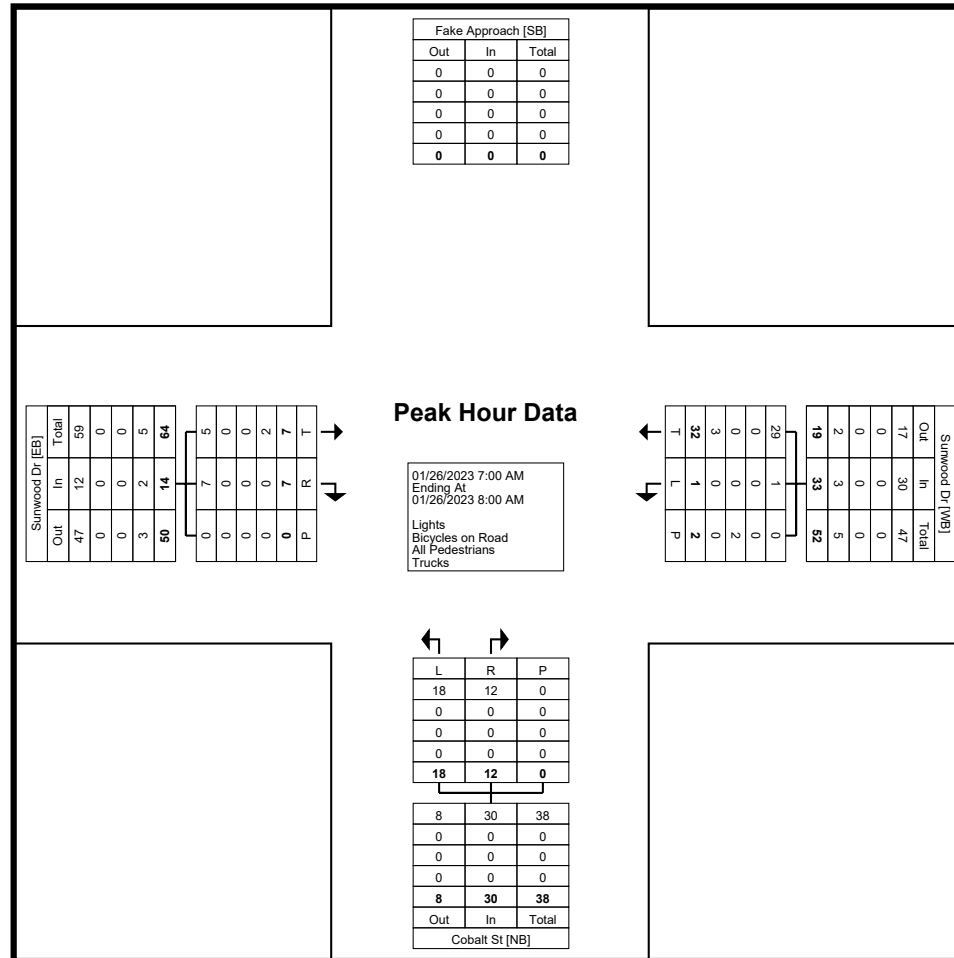 Fake Approach [SB]
Out In Total
0 0 0
0 0 0
0 0 0
0 0 0
0 0 0
Sunwood Dr [EB]
Out In Total
47 12 59
0 0 0
0 0 0
3 2 5
50 14 64
0 7 5
0 0 0
0 0 0
0 0 2
0 7 7
P R T
Peak Hour Data
01/26/2023 7:00 AM
Ending At
01/26/2023 8:00 AM
Lights
Bicycles on Road
All Pedestrians
Trucks
Sunwood Dr [WB]
Out In Total
17 30 47
0 0 0
0 0 0
2 3 5
19 33 52
29 1 0
0 0 0
0 0 2
3 0 0
32 1 2
T L P
L R P
18 12 0
0 0 0
0 0 0
0 0 0
18 12 0
8 30 38
0 0 0
0 0 0
0 0 0
8 30 38
Out In Total
Cobalt St [NB]